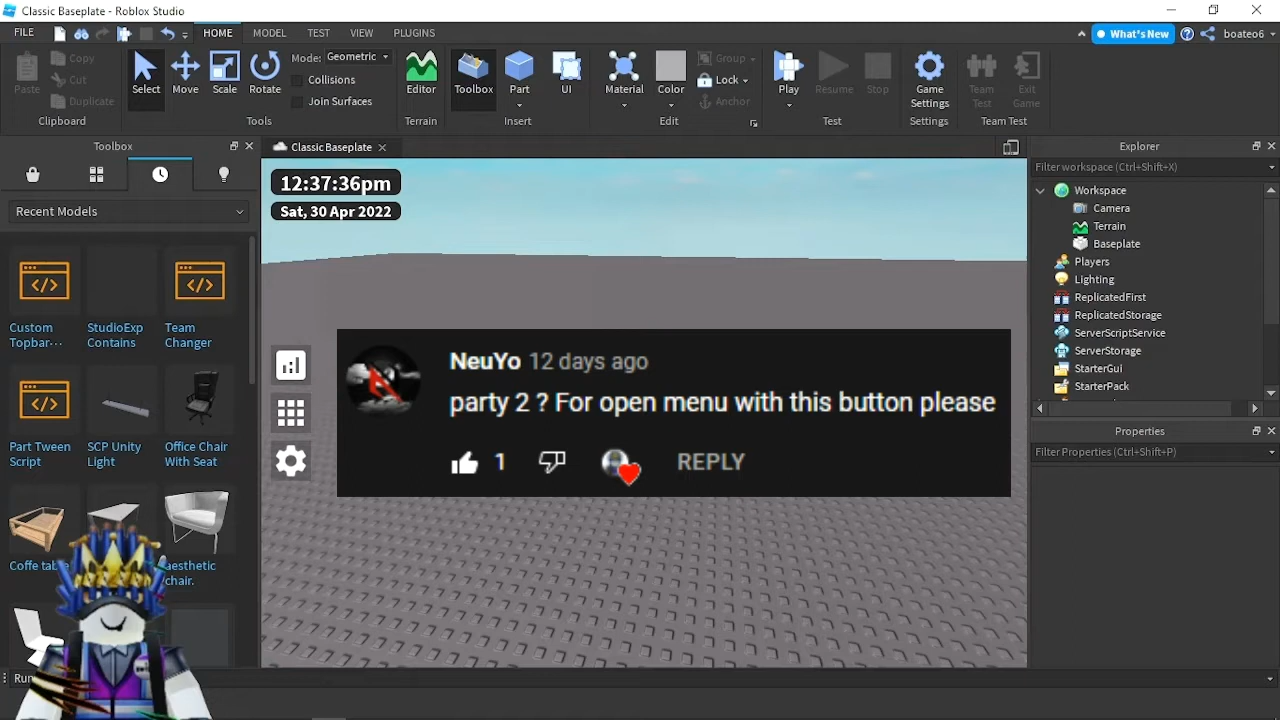 Classic Baseplate - Roblox Studio
FILE HOME MODEL TEST VIEW PLUGINS What's New boateo6
Paste Copy Cut Duplicate Clipboard
Select Move Scale Rotate Mode: Geometric Collisions Join Surfaces Tools
Editor Terrain
Toolbox Part UI Insert
Material Color Group Lock Anchor Edit
Play Resume Stop Test
Game Settings Settings
Team Test Exit Game Team Test
Toolbox
Recent Models
Custom Topbar-··
StudioExp Contains
Team Changer
Part Tween Script
SCP Unity Light
Office Chair With Seat
Coffe table
aesthetic chair.
Run
Classic Baseplate
12:37:36pm
Sat, 30 Apr 2022
NeuYo 12 days ago
party 2 ? For open menu with this button please
1 REPLY
Explorer
Filter workspace (Ctrl+Shift+X)
Workspace
Camera
Terrain
Baseplate
Players
Lighting
ReplicatedFirst
ReplicatedStorage
ServerScriptService
ServerStorage
StarterGui
StarterPack
Properties
Filter Properties (Ctrl+Shift+P)